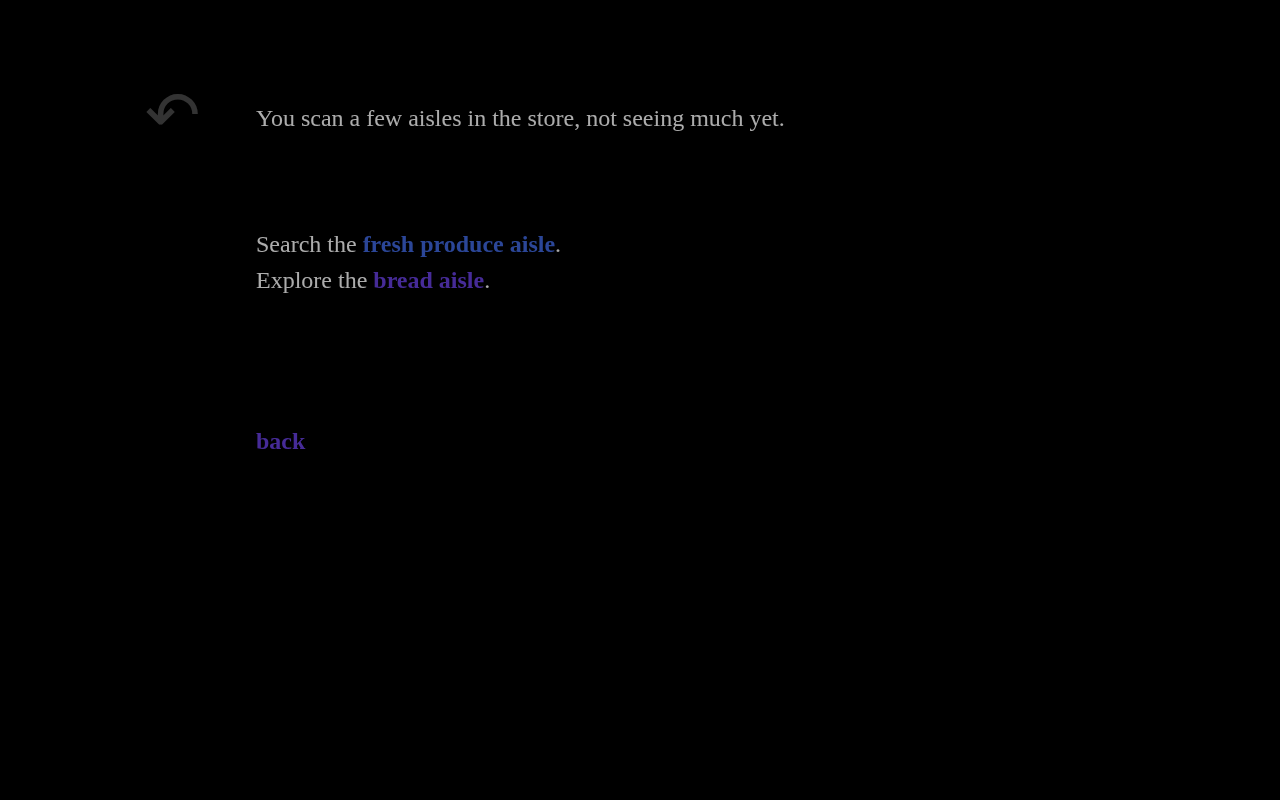 You scan a few aisles in the store, not seeing much yet.
Search the fresh produce aisle.
Explore the bread aisle.
back